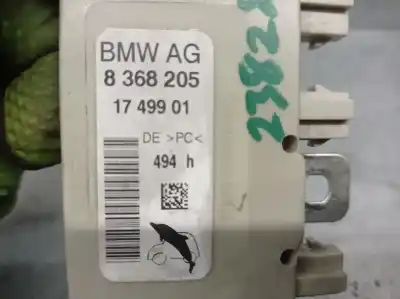 BMW AG
8 368 205
17 499 01
DE >PC<
494 h